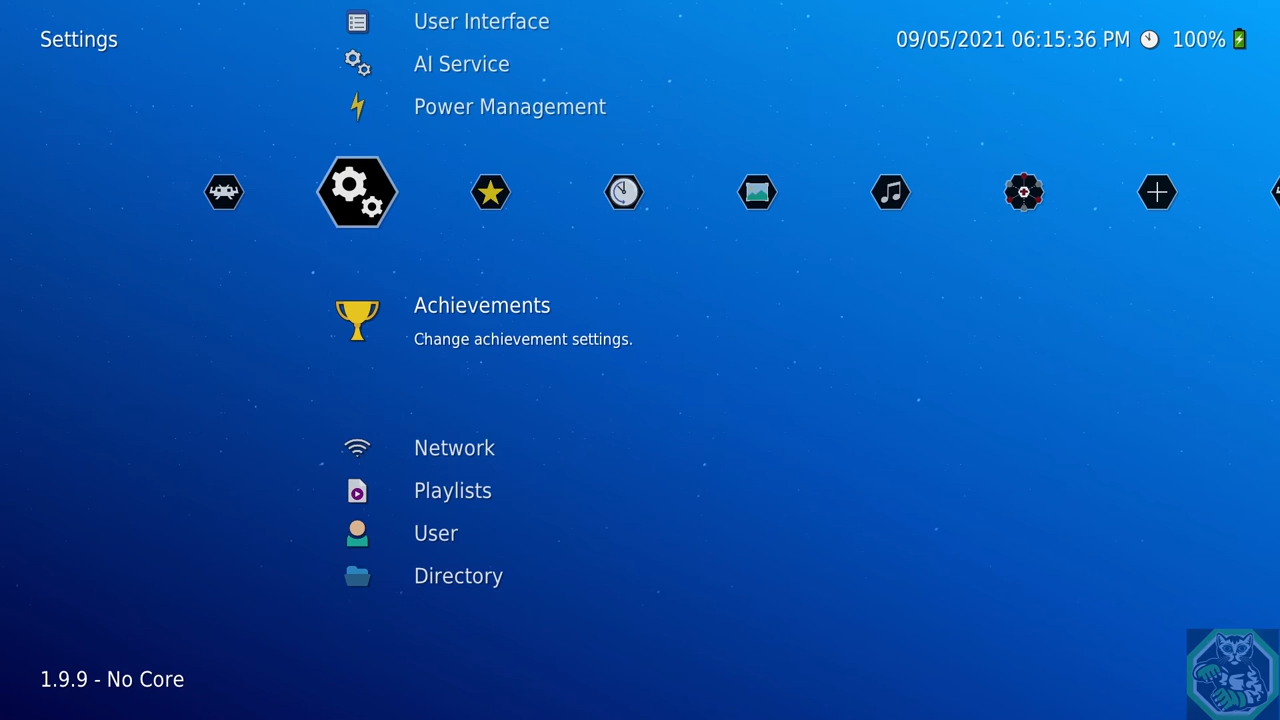 User Interface
Settings
09/05/2021 06:15:36 PM 100%
AI Service
Power Management
Achievements
Change achievement settings.
Network
Playlists
User
Directory
1.9.9 - No Core